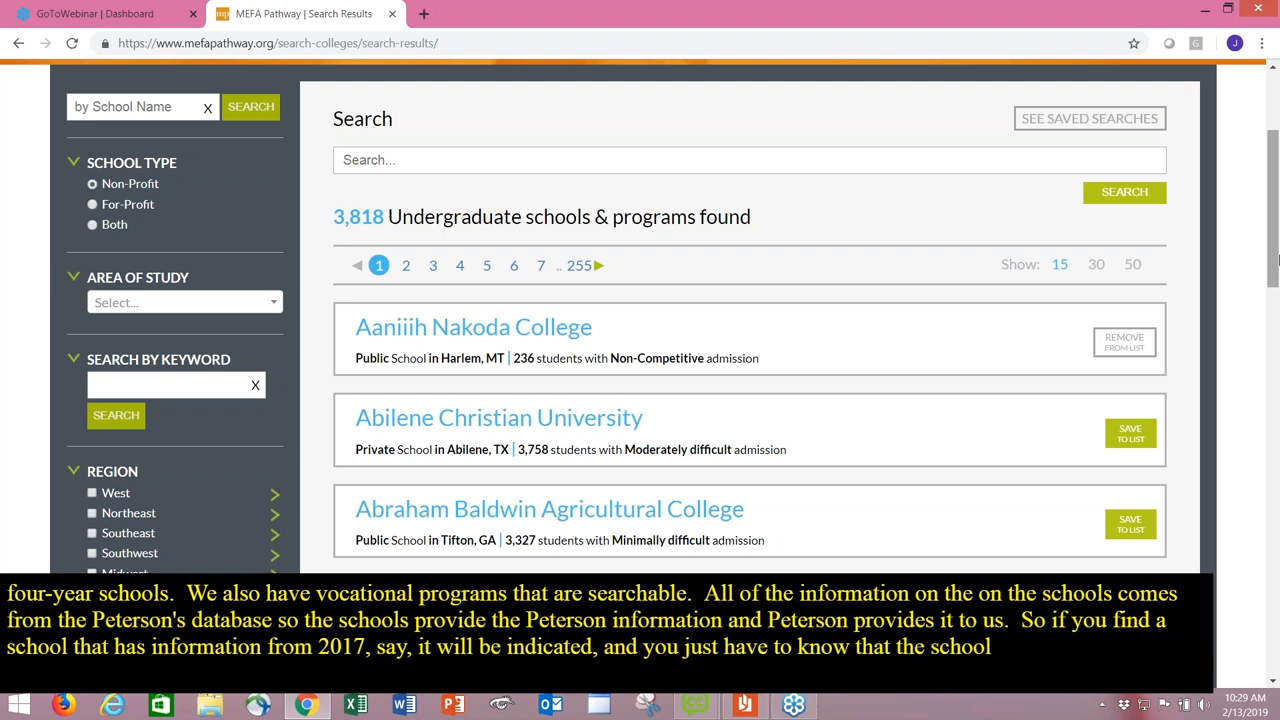 GoToWebinar | Dashboard
MEFA Pathway | Search Results
https://www.mefapathway.org/search-colleges/search-results/
by School Name X SEARCH
SCHOOL TYPE
Non-Profit
For-Profit
Both
AREA OF STUDY
Select...
SEARCH BY KEYWORD
X
SEARCH
REGION
West
Northeast
Southeast
Southwest
Midwest
Search
SEE SAVED SEARCHES
Search...
SEARCH
3,818 Undergraduate schools & programs found
1 2 3 4 5 6 7 .. 255
Show: 15 30 50
Aaniiih Nakoda College
Public School in Harlem, MT | 236 students with Non-Competitive admission
REMOVE
FROM LIST
Abilene Christian University
Private School in Abilene, TX | 3,758 students with Moderately difficult admission
SAVE
TO LIST
Abraham Baldwin Agricultural College
Public School in Tifton, GA | 3,327 students with Minimally difficult admission
SAVE
TO LIST
four-year schools. We also have vocational programs that are searchable. All of the information on the on the schools comes
from the Peterson's database so the schools provide the Peterson information and Peterson provides it to us. So if you find a
school that has information from 2017, say, it will be indicated, and you just have to know that the school
10:29 AM
2/13/2019